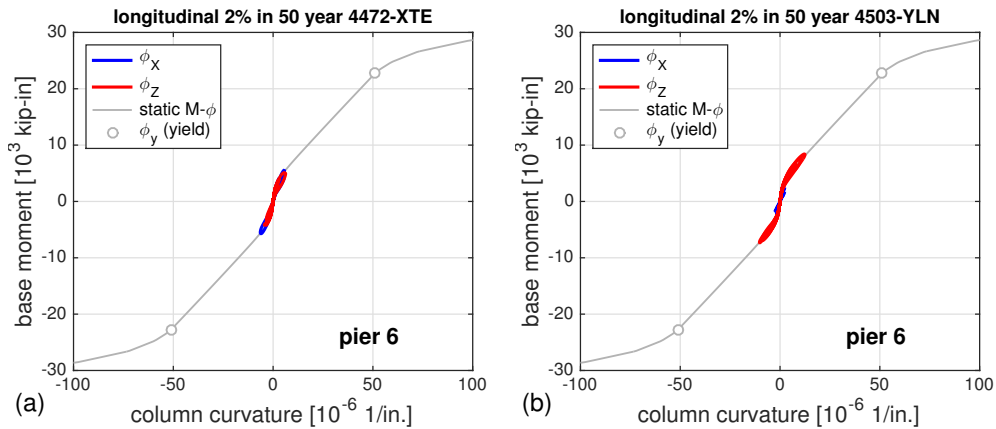 longitudinal 2% in 50 year 4472-XTE
base moment [10³ kip-in]
30
20
10
0
-10
-20
-30
ϕX
ϕZ
static M-ϕ
ϕy (yield)
pier 6
-100
-50
0
50
100
(a)
column curvature [10⁻⁶ 1/in.]
longitudinal 2% in 50 year 4503-YLN
base moment [10³ kip-in]
30
20
10
0
-10
-20
-30
ϕX
ϕZ
static M-ϕ
ϕy (yield)
pier 6
-100
-50
0
50
100
(b)
column curvature [10⁻⁶ 1/in.]